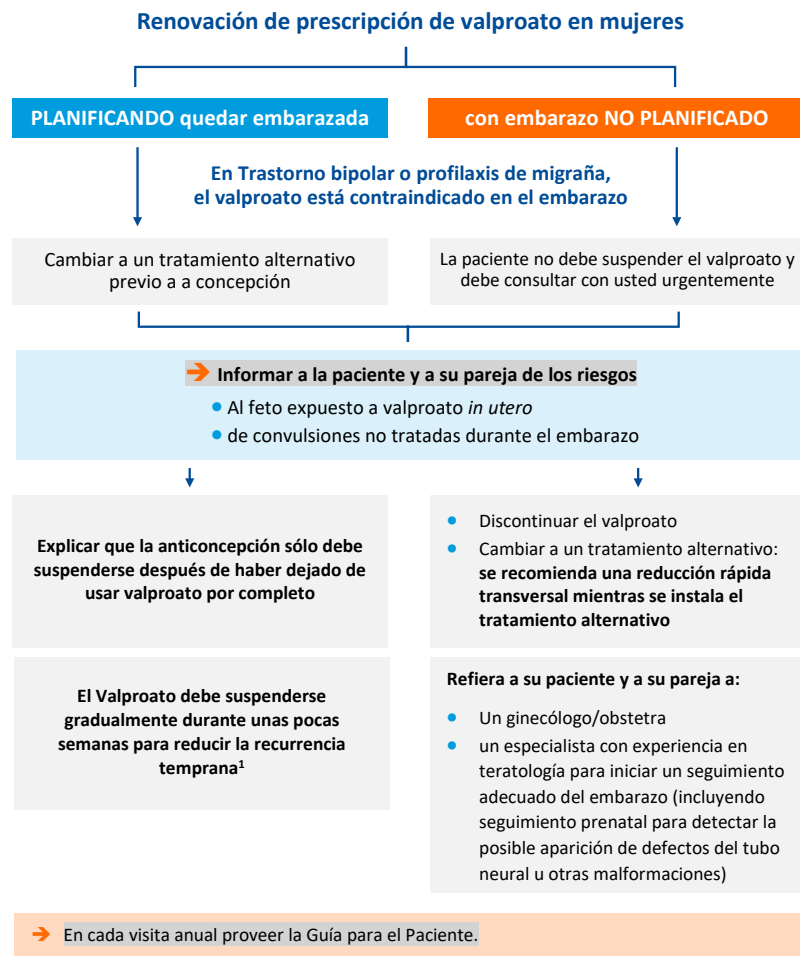 Renovación de prescripción de valproato en mujeres
PLANIFICANDO quedar embarazada
con embarazo NO PLANIFICADO
En Trastorno bipolar o profilaxis de migraña,
el valproato está contraindicado en el embarazo
Cambiar a un tratamiento alternativo
previo a a concepción
La paciente no debe suspender el valproato y
debe consultar con usted urgentemente
➔ Informar a la paciente y a su pareja de los riesgos
• Al feto expuesto a valproato in utero
• de convulsiones no tratadas durante el embarazo
Explicar que la anticoncepción sólo debe
suspenderse después de haber dejado de
usar valproato por completo
• Discontinuar el valproato
• Cambiar a un tratamiento alternativo:
se recomienda una reducción rápida
transversal mientras se instala el
tratamiento alternativo
El Valproato debe suspenderse
gradualmente durante unas pocas
semanas para reducir la recurrencia
temprana¹
Refiera a su paciente y a su pareja a:
• Un ginecólogo/obstetra
• un especialista con experiencia en
teratología para iniciar un seguimiento
adecuado del embarazo (incluyendo
seguimiento prenatal para detectar la
posible aparición de defectos del tubo
neural u otras malformaciones)
➔ En cada visita anual proveer la Guía para el Paciente.